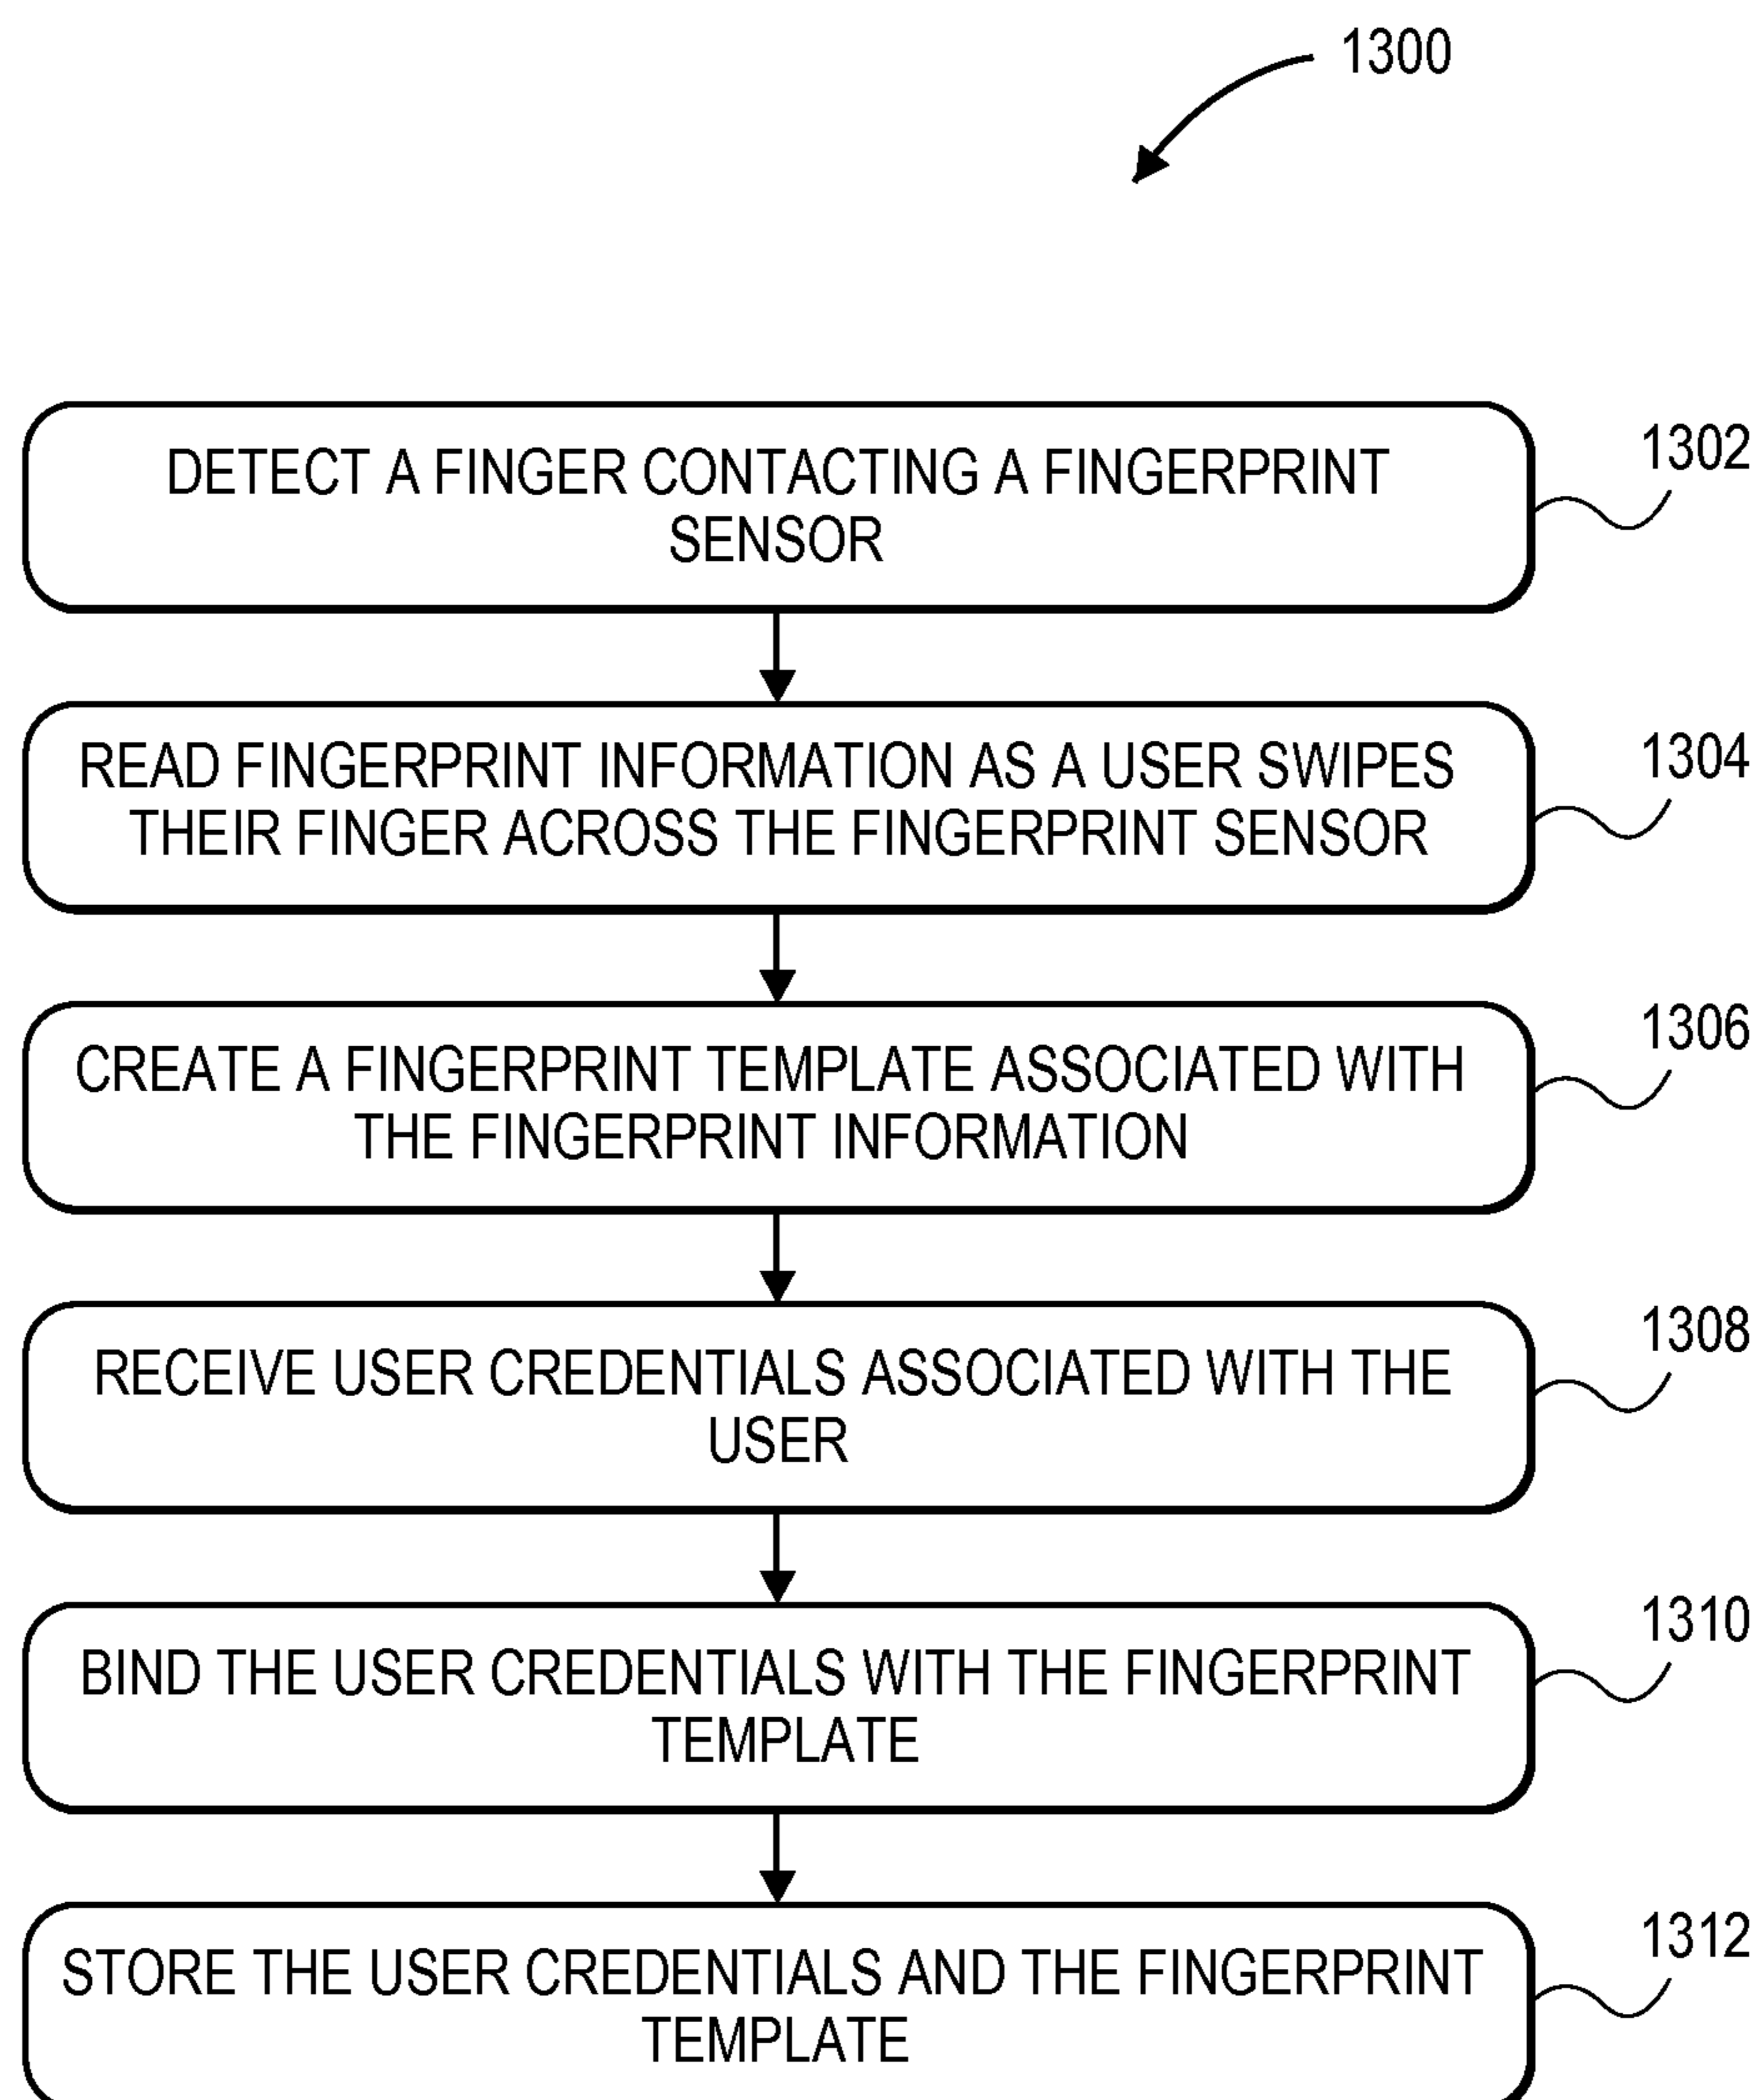 1300
DETECT A FINGER CONTACTING A FINGERPRINT
SENSOR
1302
READ FINGERPRINT INFORMATION AS A USER SWIPES
THEIR FINGER ACROSS THE FINGERPRINT SENSOR
1304
CREATE A FINGERPRINT TEMPLATE ASSOCIATED WITH
THE FINGERPRINT INFORMATION
1306
RECEIVE USER CREDENTIALS ASSOCIATED WITH THE
USER
1308
BIND THE USER CREDENTIALS WITH THE FINGERPRINT
TEMPLATE
1310
STORE THE USER CREDENTIALS AND THE FINGERPRINT
TEMPLATE
1312